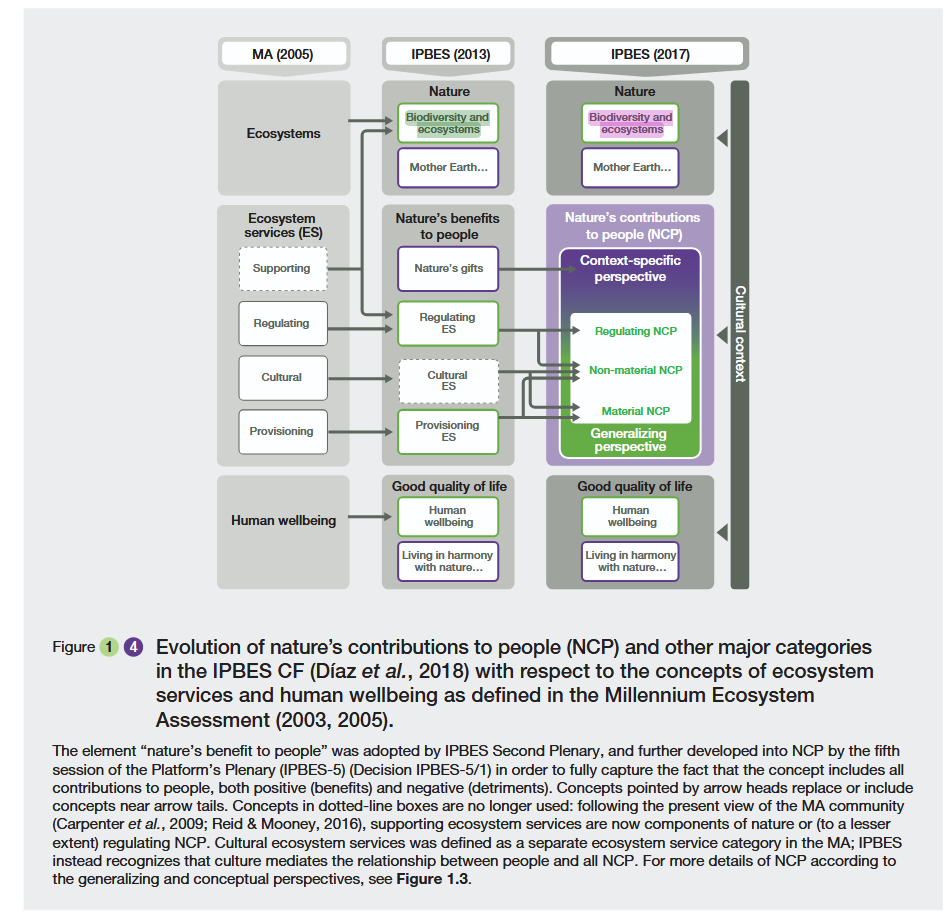 MA (2005)
IPBES (2013)
IPBES (2017)
Ecosystems
Nature
Biodiversity and
ecosystems
Mother Earth...
Nature
Biodiversity and
ecosystems
Mother Earth...
Ecosystem
services (ES)
Supporting
Regulating
Cultural
Provisioning
Nature's benefits
to people
Nature's gifts
Regulating
ES
Cultural
ES
Provisioning
ES
Nature's contributions
to people (NCP)
Context-specific
perspective
Regulating NCP
Non-material NCP
Material NCP
Generalizing
perspective
Cultural context
Human wellbeing
Good quality of life
Human
wellbeing
Living in harmony
with nature...
Good quality of life
Human
wellbeing
Living in harmony
with nature...
Figure 1 4 Evolution of nature's contributions to people (NCP) and other major categories
in the IPBES CF (Díaz et al., 2018) with respect to the concepts of ecosystem
services and human wellbeing as defined in the Millennium Ecosystem
Assessment (2003, 2005).
The element “nature's benefit to people” was adopted by IPBES Second Plenary, and further developed into NCP by the fifth
session of the Platform's Plenary (IPBES-5) (Decision IPBES-5/1) in order to fully capture the fact that the concept includes all
contributions to people, both positive (benefits) and negative (detriments). Concepts pointed by arrow heads replace or include
concepts near arrow tails. Concepts in dotted-line boxes are no longer used: following the present view of the MA community
(Carpenter et al., 2009; Reid & Mooney, 2016), supporting ecosystem services are now components of nature or (to a lesser
extent) regulating NCP. Cultural ecosystem services was defined as a separate ecosystem service category in the MA; IPBES
instead recognizes that culture mediates the relationship between people and all NCP. For more details of NCP according to
the generalizing and conceptual perspectives, see Figure 1.3.